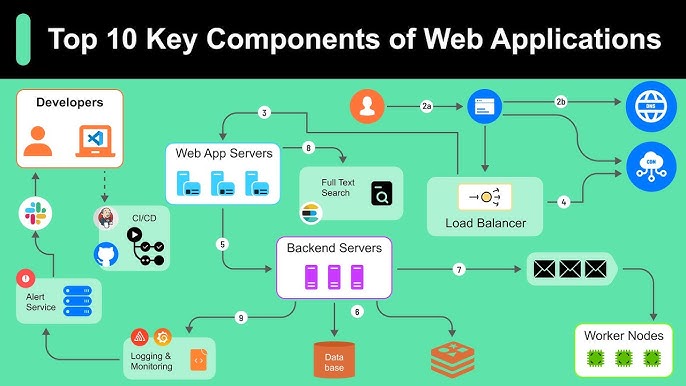 Top 10 Key Components of Web Applications
Developers
2a
2b
DNS
3
Web App Servers
8
Full Text
Search
CDN
4
Load Balancer
CI/CD
5
Backend Servers
7
Alert
Service
9
6
Logging &
Monitoring
Data
base
Worker Nodes